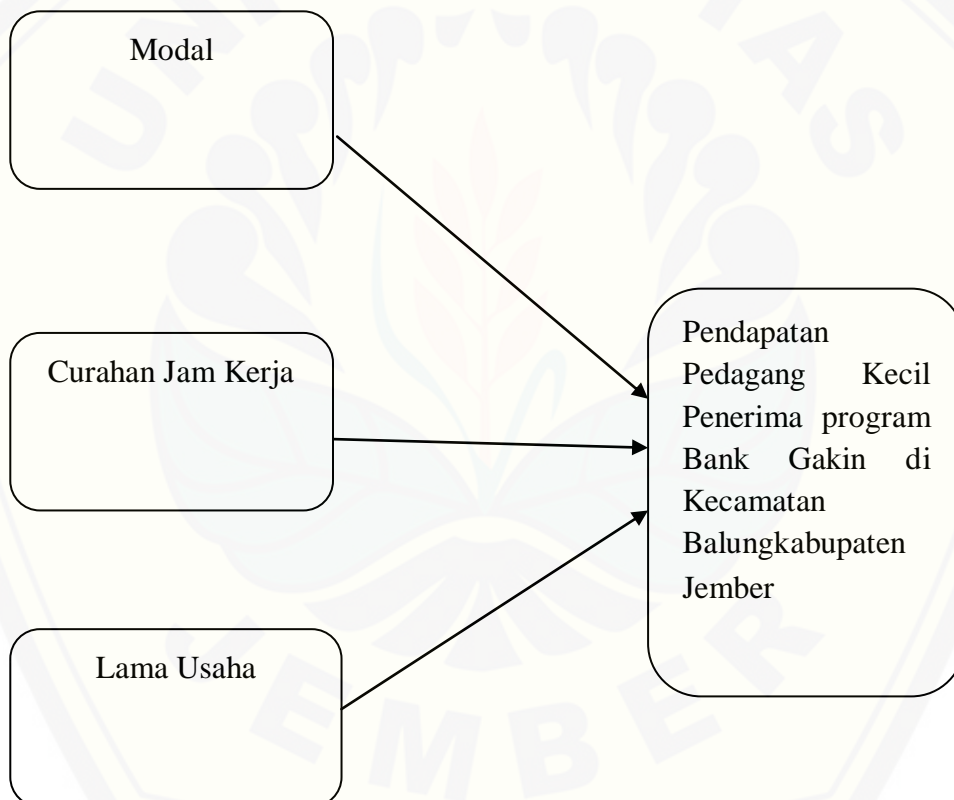 Modal
Curahan Jam Kerja
Pendapatan
Pedagang Kecil
Penerima program
Bank Gakin di
Kecamatan
Balungkabupaten
Jember
Lama Usaha